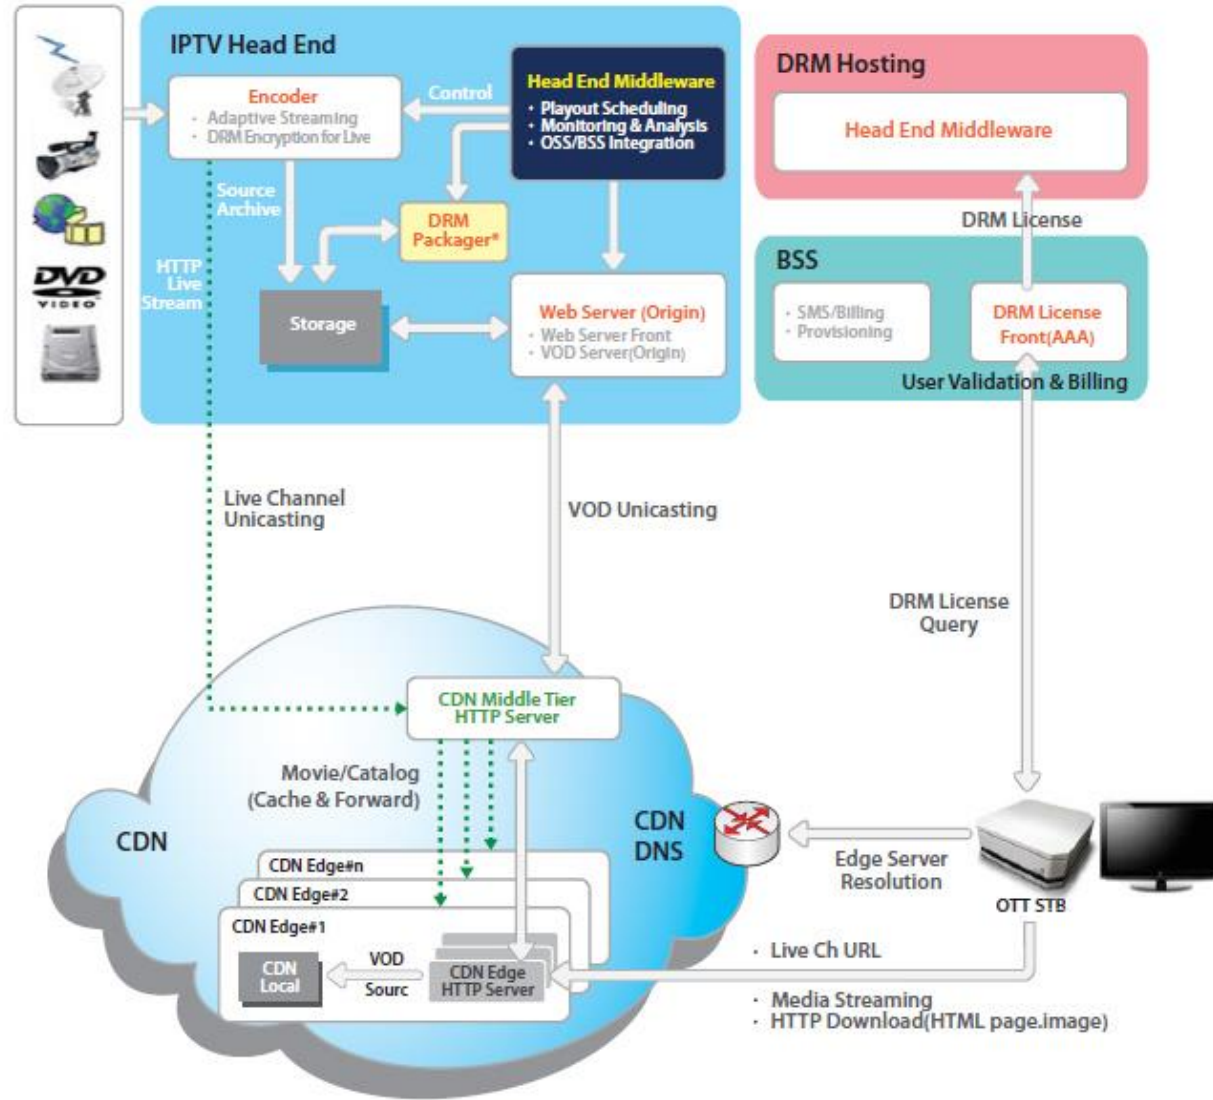 IPTV Head End
Encoder
· Adaptive Streaming
· DRM Encryption for Live
Control
Head End Middleware
· Playout Scheduling
· Monitoring & Analysis
· OSS/BSS Integration
Source
Archive
DRM
Packager*
HTTP
Live
Stream
Storage
Web Server (Origin)
· Web Server Front
· VOD Server(Origin)
DVD
VIDEO
DRM Hosting
Head End Middleware
DRM License
BSS
· SMS/Billing
· Provisioning
DRM License
Front(AAA)
User Validation & Billing
Live Channel
Unicasting
VOD Unicasting
DRM License
Query
CDN Middle Tier
HTTP Server
Movie/Catalog
(Cache & Forward)
CDN
CDN
DNS
Edge Server
Resolution
OTT STB
CDN Edge#n
CDN Edge#2
CDN Edge#1
CDN
Local
VOD
Sourc
CDN Edge
HTTP Server
· Live Ch URL
· Media Streaming
· HTTP Download(HTML page.image)